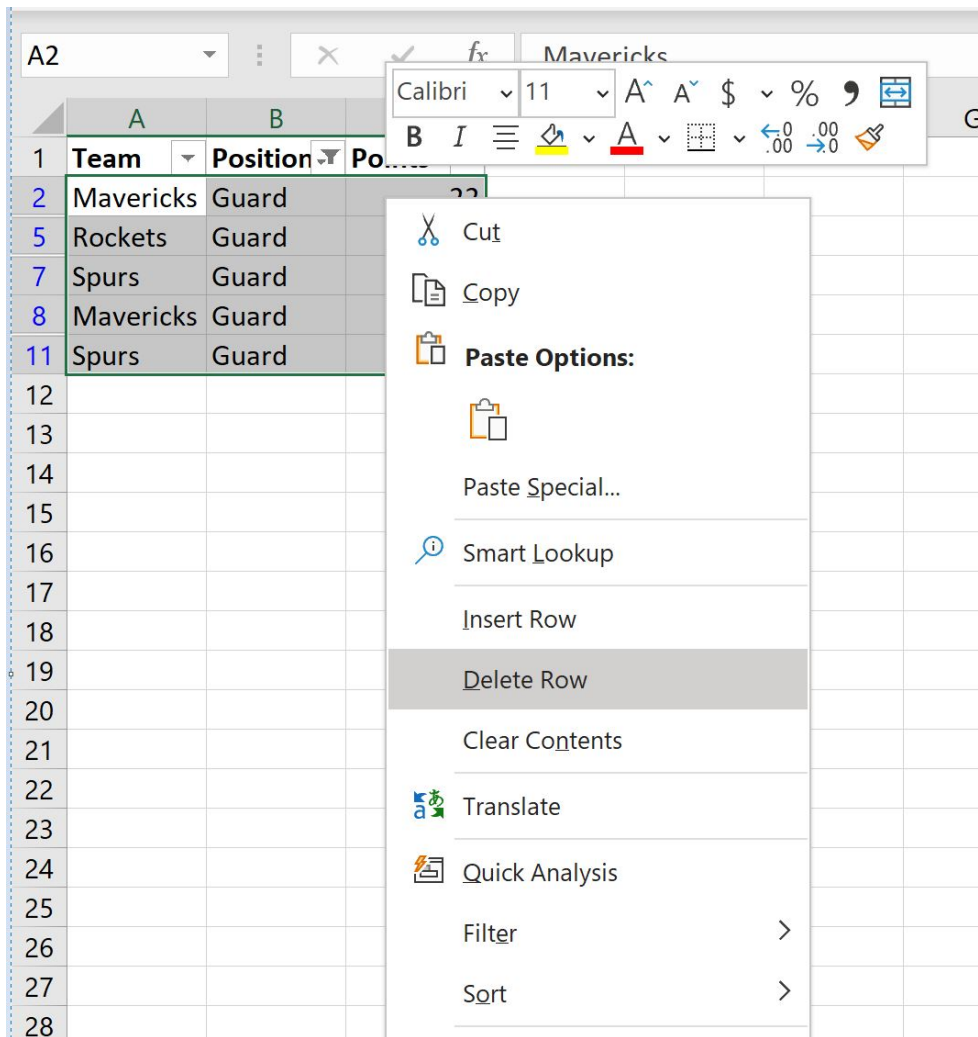 A2 fx Mavericks
Calibri 11 A A $ % 9
B I A .00 .00
A B G
1 Team Position
2 Mavericks Guard
5 Rockets Guard
7 Spurs Guard
8 Mavericks Guard
11 Spurs Guard
12
13
14
15
16
17
18
19
20
21
22
23
24
25
26
27
28
Cut
Copy
Paste Options:
Paste Special...
Smart Lookup
Insert Row
Delete Row
Clear Contents
Translate
Quick Analysis
Filter
Sort